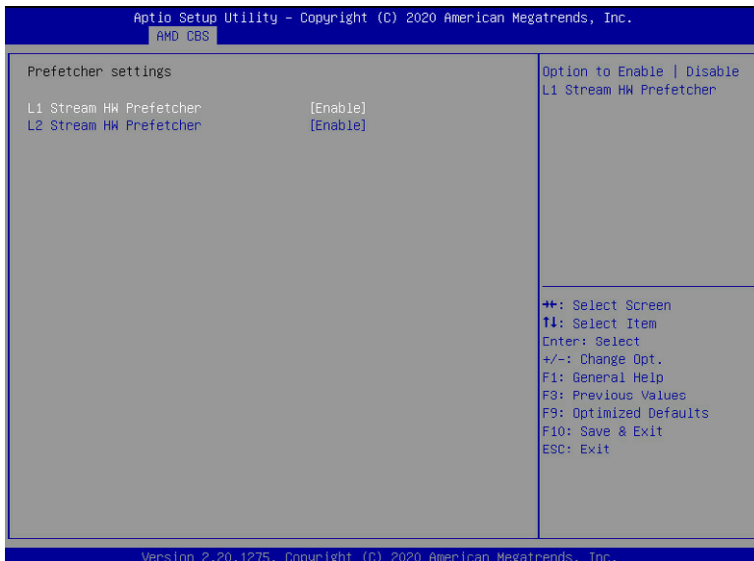 Aptio Setup Utility – Copyright (C) 2020 American Megatrends, Inc.
AMD CBS
Prefetcher settings
L1 Stream HW Prefetcher [Enable]
L2 Stream HW Prefetcher [Enable]
Option to Enable | Disable
L1 Stream HW Prefetcher
→←: Select Screen
↑↓: Select Item
Enter: Select
+/-: Change Opt.
F1: General Help
F3: Previous Values
F9: Optimized Defaults
F10: Save & Exit
ESC: Exit
Version 2.20.1275. Copyright (C) 2020 American Megatrends, Inc.